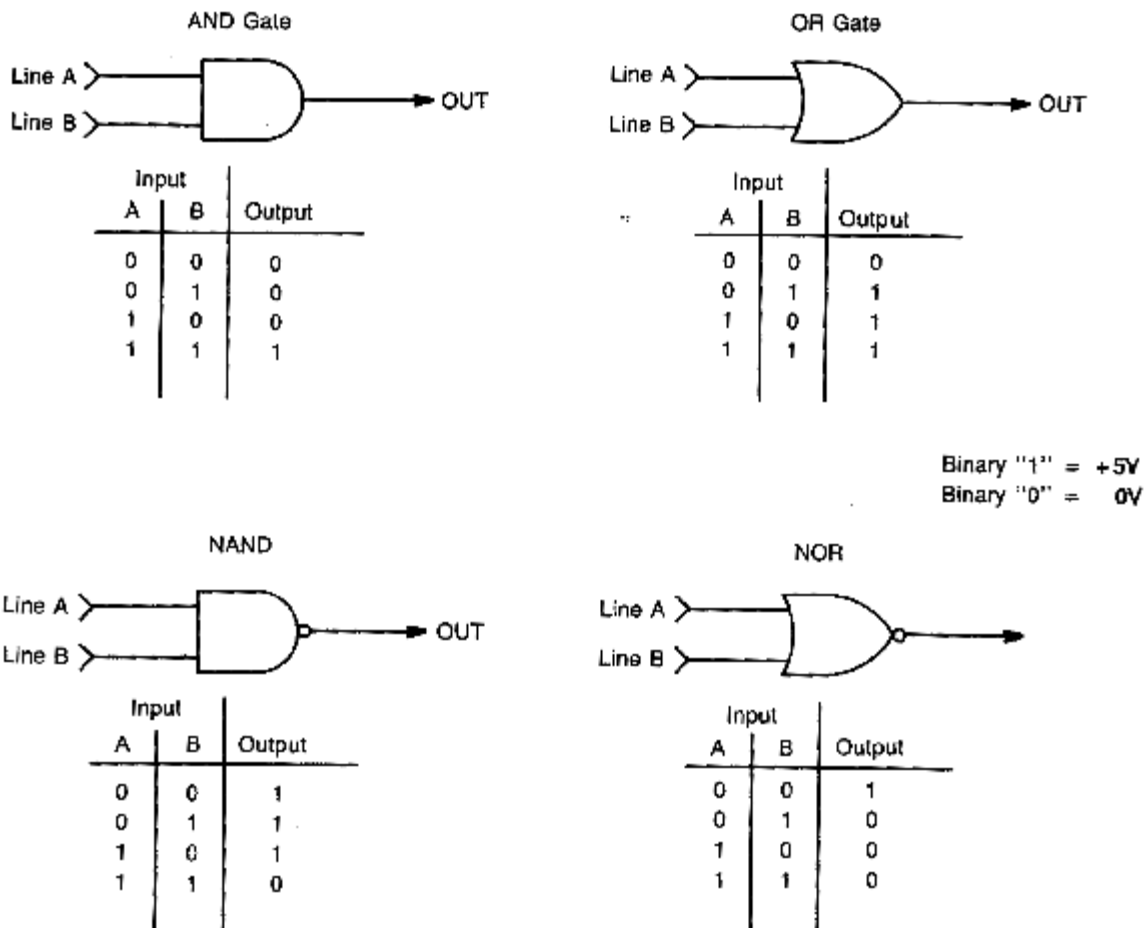 AND Gate
Line A
Line B
OUT
Input
A B Output
0 0 0
0 1 0
1 0 0
1 1 1
OR Gate
Line A
Line B
OUT
Input
A B Output
0 0 0
0 1 1
1 0 1
1 1 1
Binary "1" = +5V
Binary "0" = 0V
NAND
Line A
Line B
OUT
Input
A B Output
0 0 1
0 1 1
1 0 1
1 1 0
NOR
Line A
Line B
Input
A B Output
0 0 1
0 1 0
1 0 0
1 1 0